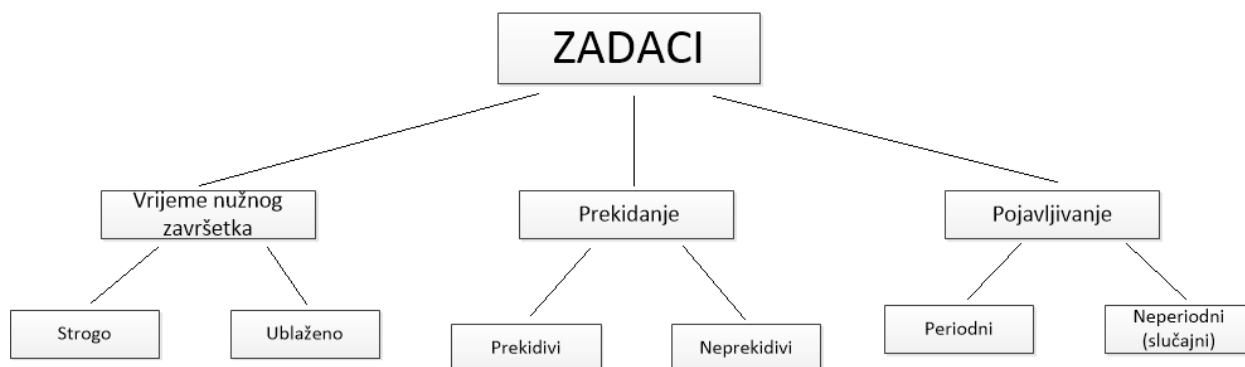 ZADACI
Vrijeme nužnog
završetka
Prekidanje
Pojavljivanje
Strogo
Ublaženo
Prekidivi
Neprekidivi
Periodni
Neperiodni
(slučajni)